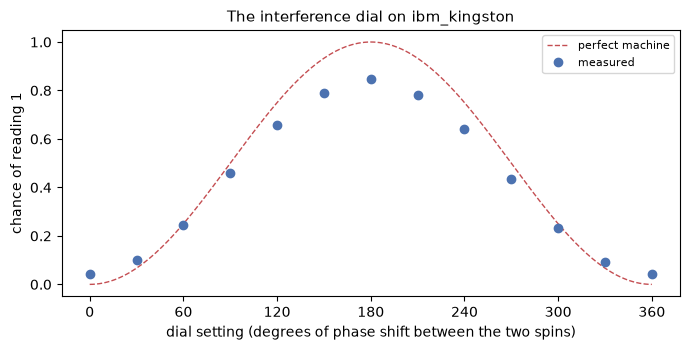 The interference dial on ibm_kingston
perfect machine
measured
chance of reading 1
1.0
0.8
0.6
0.4
0.2
0.0
0 60 120 180 240 300 360
dial setting (degrees of phase shift between the two spins)